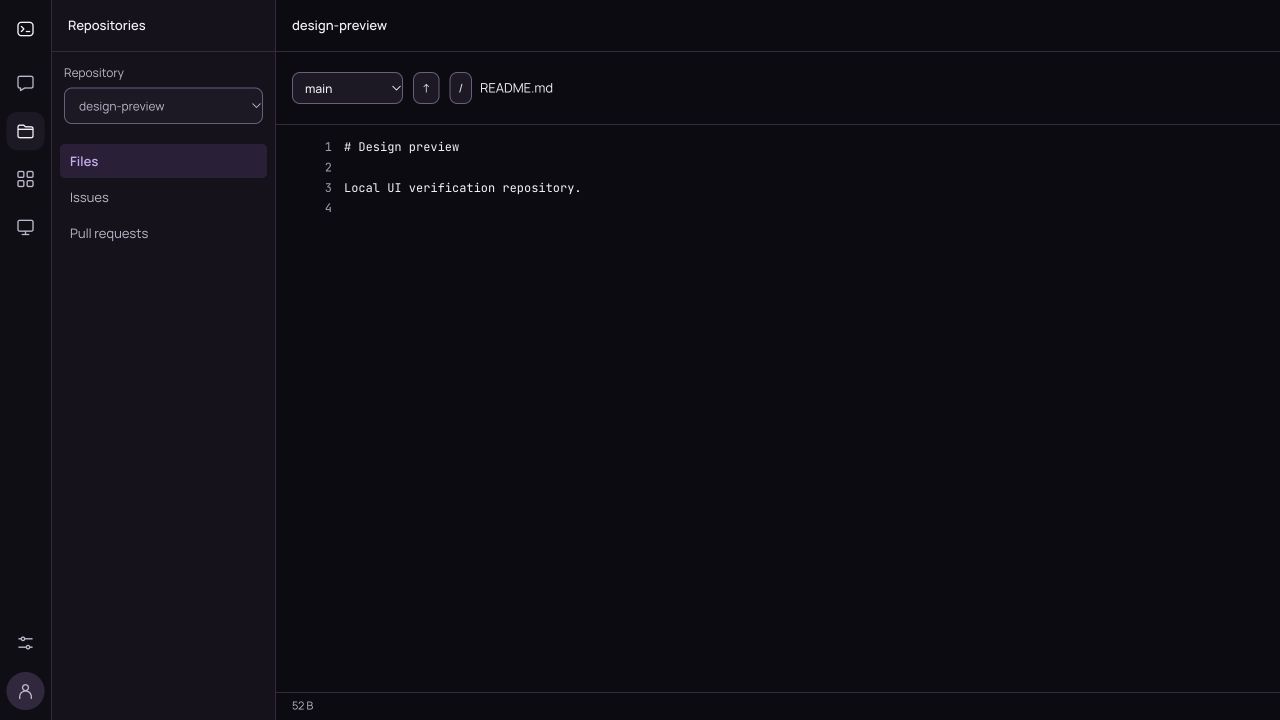 Repositories
design-preview
Repository
design-preview
Files
Issues
Pull requests
main
↑
/
README.md
1 # Design preview
2
3 Local UI verification repository.
4
52 B